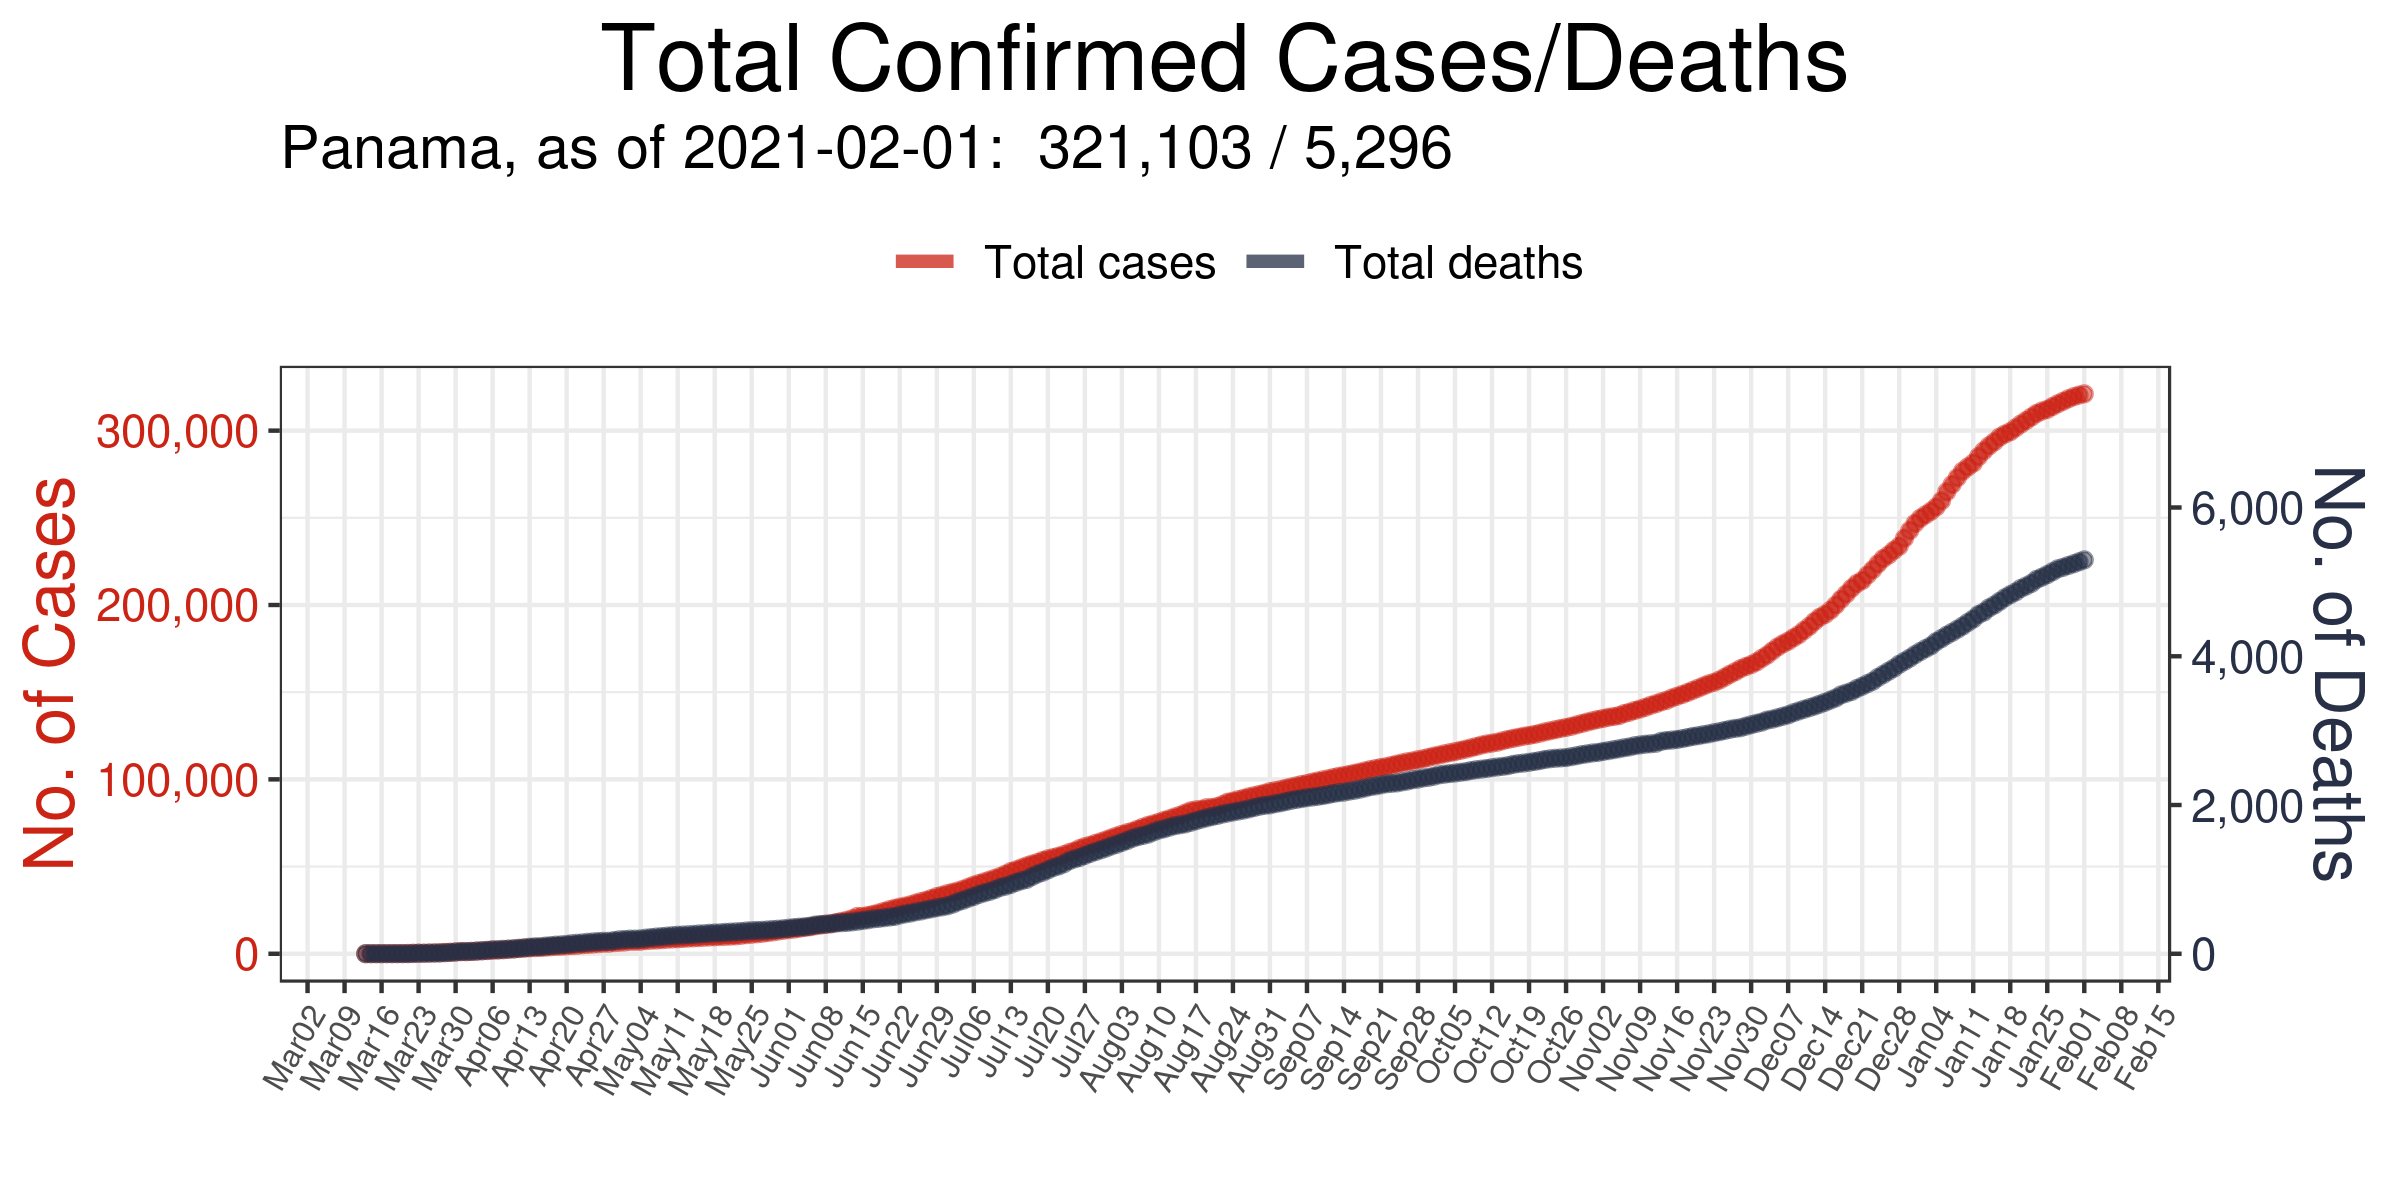 Total Confirmed Cases/Deaths
Panama, as of 2021-02-01: 321,103 / 5,296
Total cases
Total deaths
No. of Cases
300,000
200,000
100,000
0
6,000
4,000
2,000
0
No. of Deaths
Mar02
Mar09
Mar16
Mar23
Mar30
Apr06
Apr13
Apr20
Apr27
May04
May11
May18
May25
Jun01
Jun08
Jun15
Jun22
Jun29
Jul06
Jul13
Jul20
Jul27
Aug03
Aug10
Aug17
Aug24
Aug31
Sep07
Sep14
Sep21
Sep28
Oct05
Oct12
Oct19
Oct26
Nov02
Nov09
Nov16
Nov23
Nov30
Dec07
Dec14
Dec21
Dec28
Jan04
Jan11
Jan18
Jan25
Feb01
Feb08
Feb15